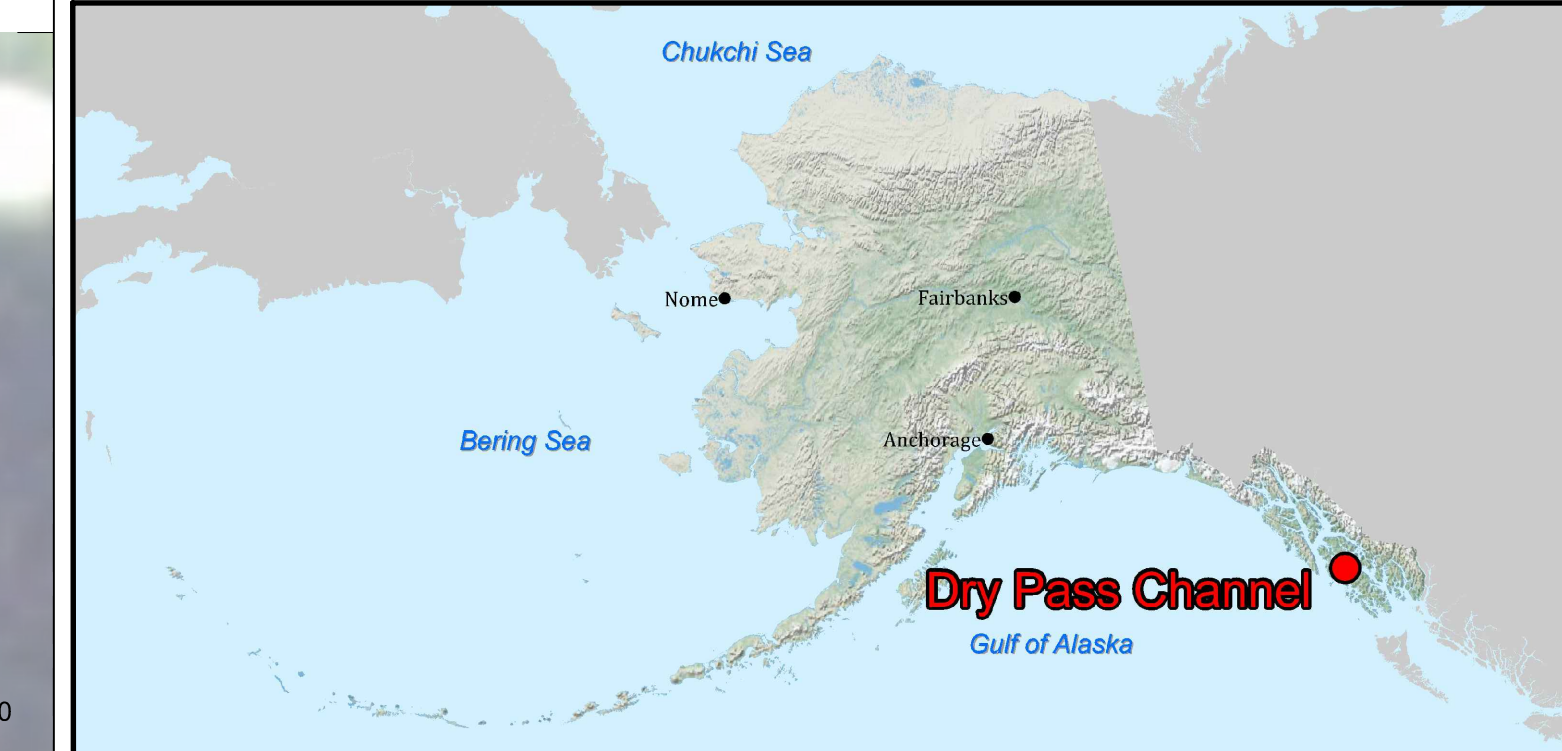 Chukchi Sea
Nome
Fairbanks
Bering Sea
Anchorage
Dry Pass Channel
Gulf of Alaska
0